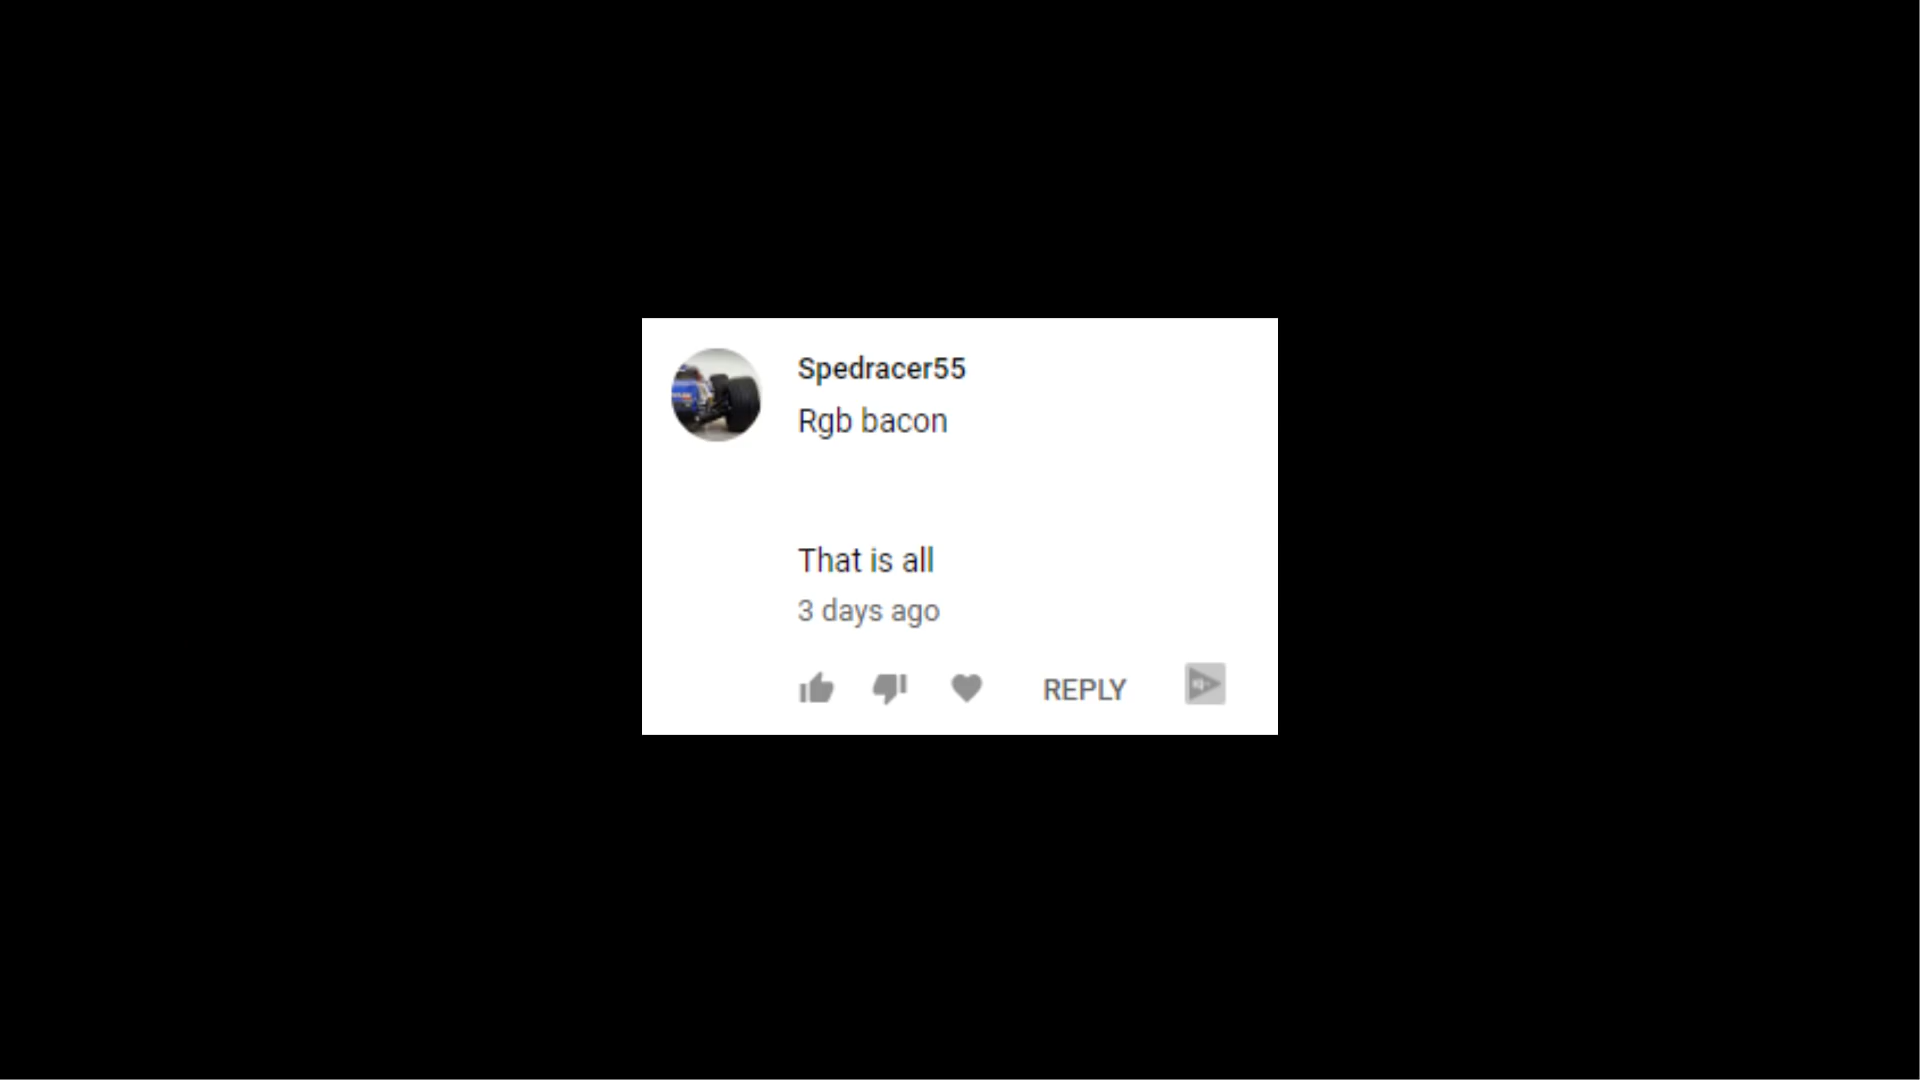 Spedracer55
Rgb bacon
That is all
3 days ago
REPLY